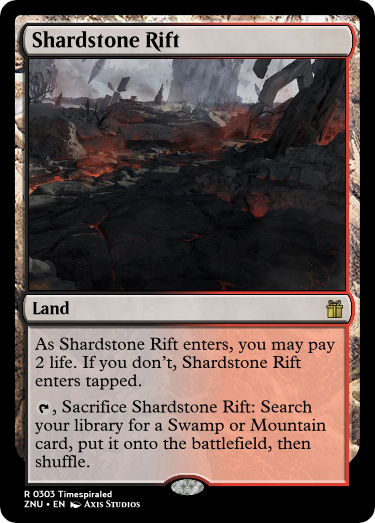 Shardstone Rift
Land
As Shardstone Rift enters, you may pay
2 life. If you don't, Shardstone Rift
enters tapped.
, Sacrifice Shardstone Rift: Search
your library for a Swamp or Mountain
card, put it onto the battlefield, then
shuffle.
R 0303 Timespiraled
ZNU • EN Axis Studios